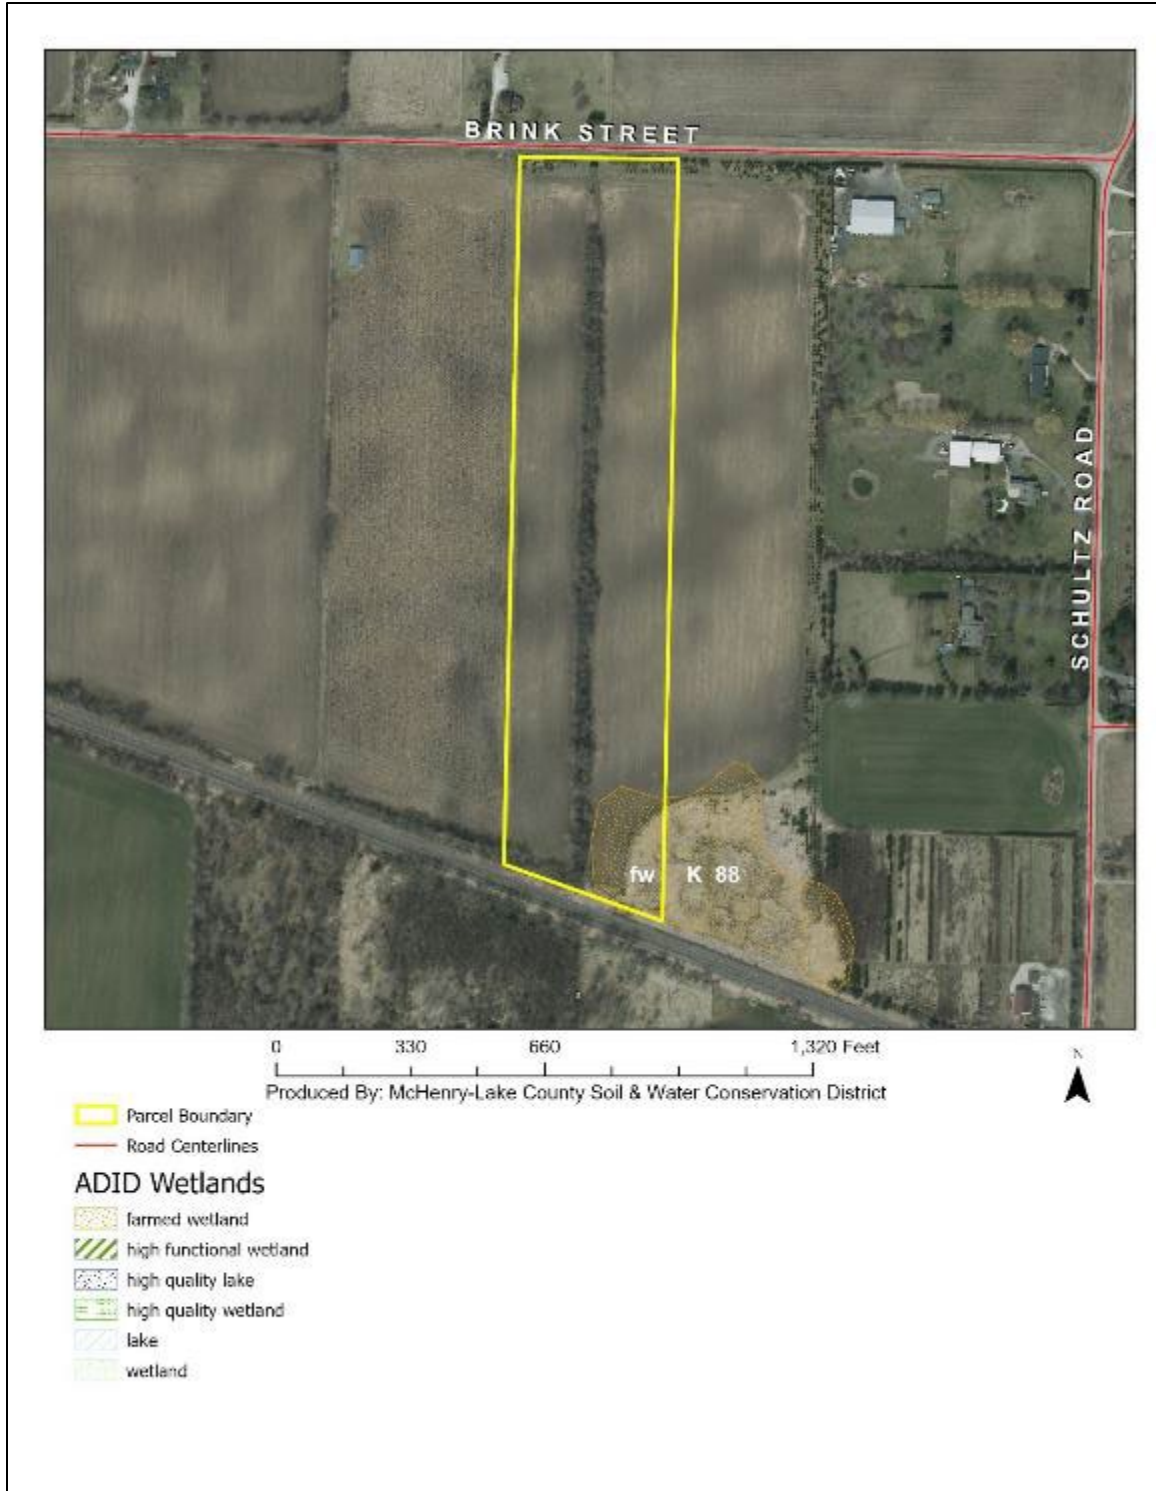 BRINK STREET
SCHULTZ ROAD
fw K 88
0 330 660 1,320 Feet
N
Produced By: McHenry-Lake County Soil & Water Conservation District
Parcel Boundary
Road Centerlines
ADID Wetlands
farmed wetland
high functional wetland
high quality lake
high quality wetland
lake
wetland